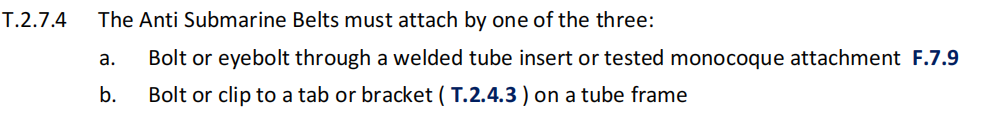 T.2.7.4 The Anti Submarine Belts must attach by one of the three:
a. Bolt or eyebolt through a welded tube insert or tested monocoque attachment F.7.9
b. Bolt or clip to a tab or bracket ( T.2.4.3 ) on a tube frame